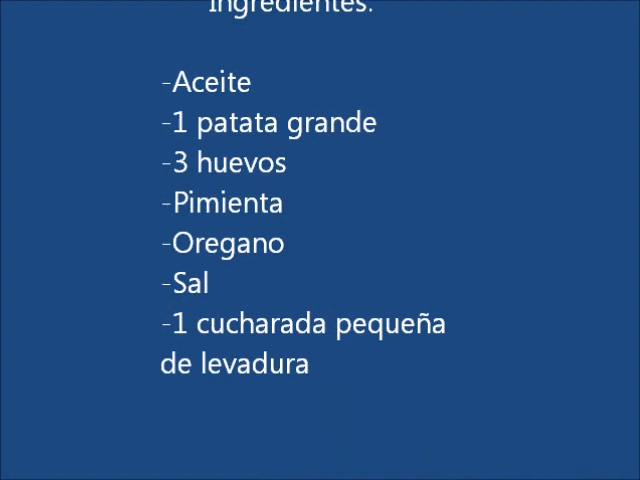 Ingredientes:
-Aceite
-1 patata grande
-3 huevos
-Pimienta
-Oregano
-Sal
-1 cucharada pequeña
de levadura